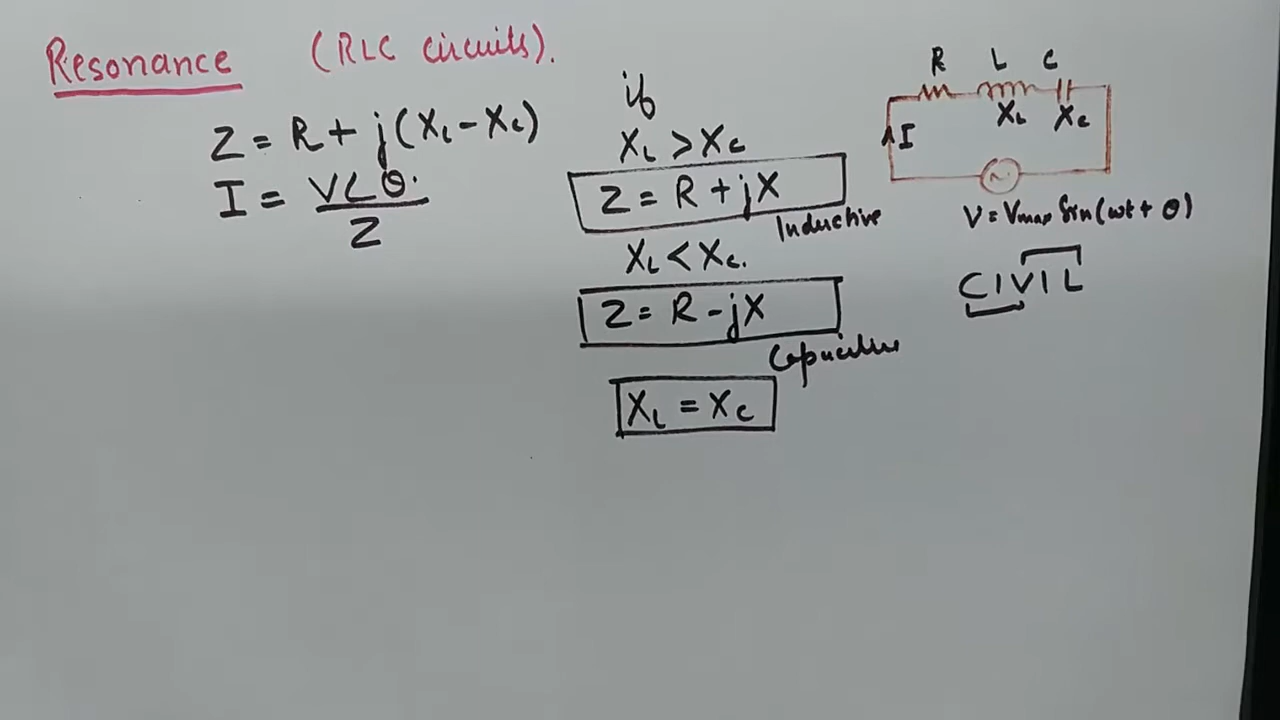 Resonance (RLC circuits).
Z = R + j(XL - XC)
I = V∠θ.
Z
if
XL > XC
Z = R + jX
Inductive
XL < XC.
Z = R - jX
Capacitive
XL = XC
R L C
XL XC
I
~
V = Vmax Sin(wt + θ)
CIVIL